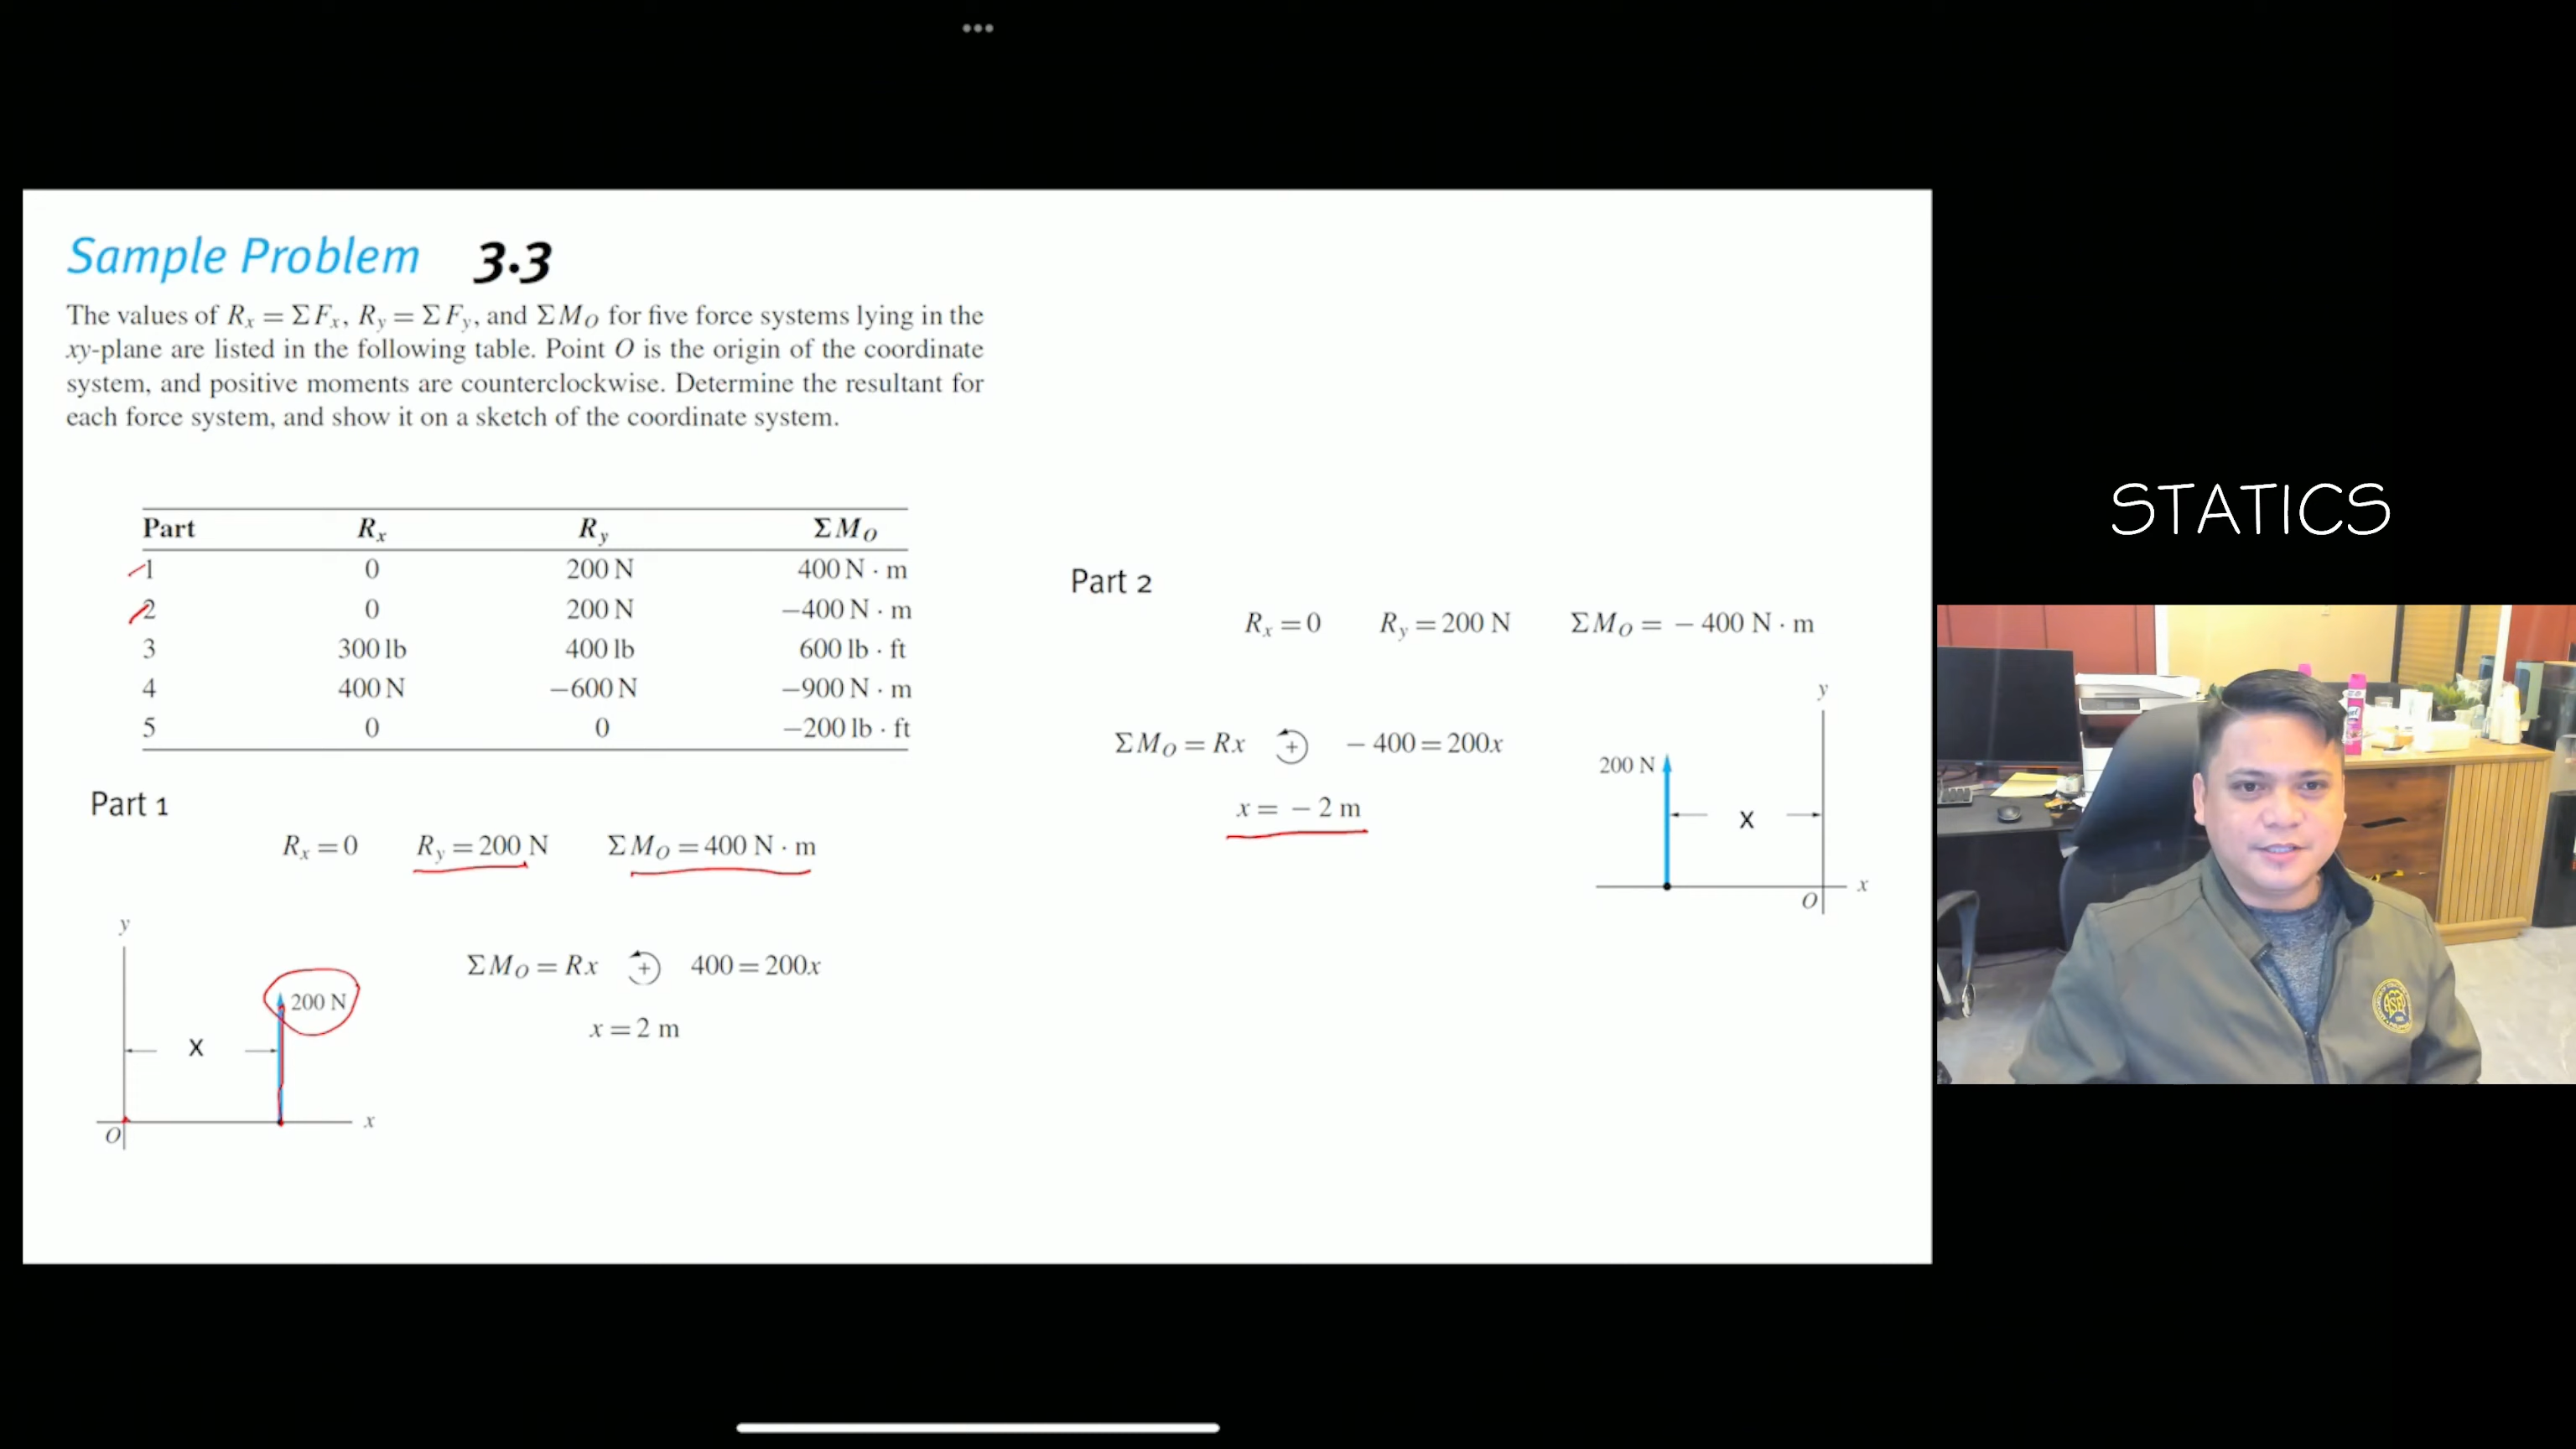 Sample Problem 3.3
The values of Rx = ΣFx, Ry = ΣFy, and ΣMO for five force systems lying in the
xy-plane are listed in the following table. Point O is the origin of the coordinate
system, and positive moments are counterclockwise. Determine the resultant for
each force system, and show it on a sketch of the coordinate system.
Part Rx Ry ΣMO
1 0 200 N 400 N · m
2 0 200 N −400 N · m
3 300 lb 400 lb 600 lb · ft
4 400 N −600 N −900 N · m
5 0 0 −200 lb · ft
Part 1
Rx = 0 Ry = 200 N ΣMO = 400 N · m
y
200 N
X
O
x
ΣMO = Rx + 400 = 200x
x = 2 m
Part 2
Rx = 0 Ry = 200 N ΣMO = − 400 N · m
ΣMO = Rx + − 400 = 200x
x = − 2 m
y
200 N
X
O
x
STATICS